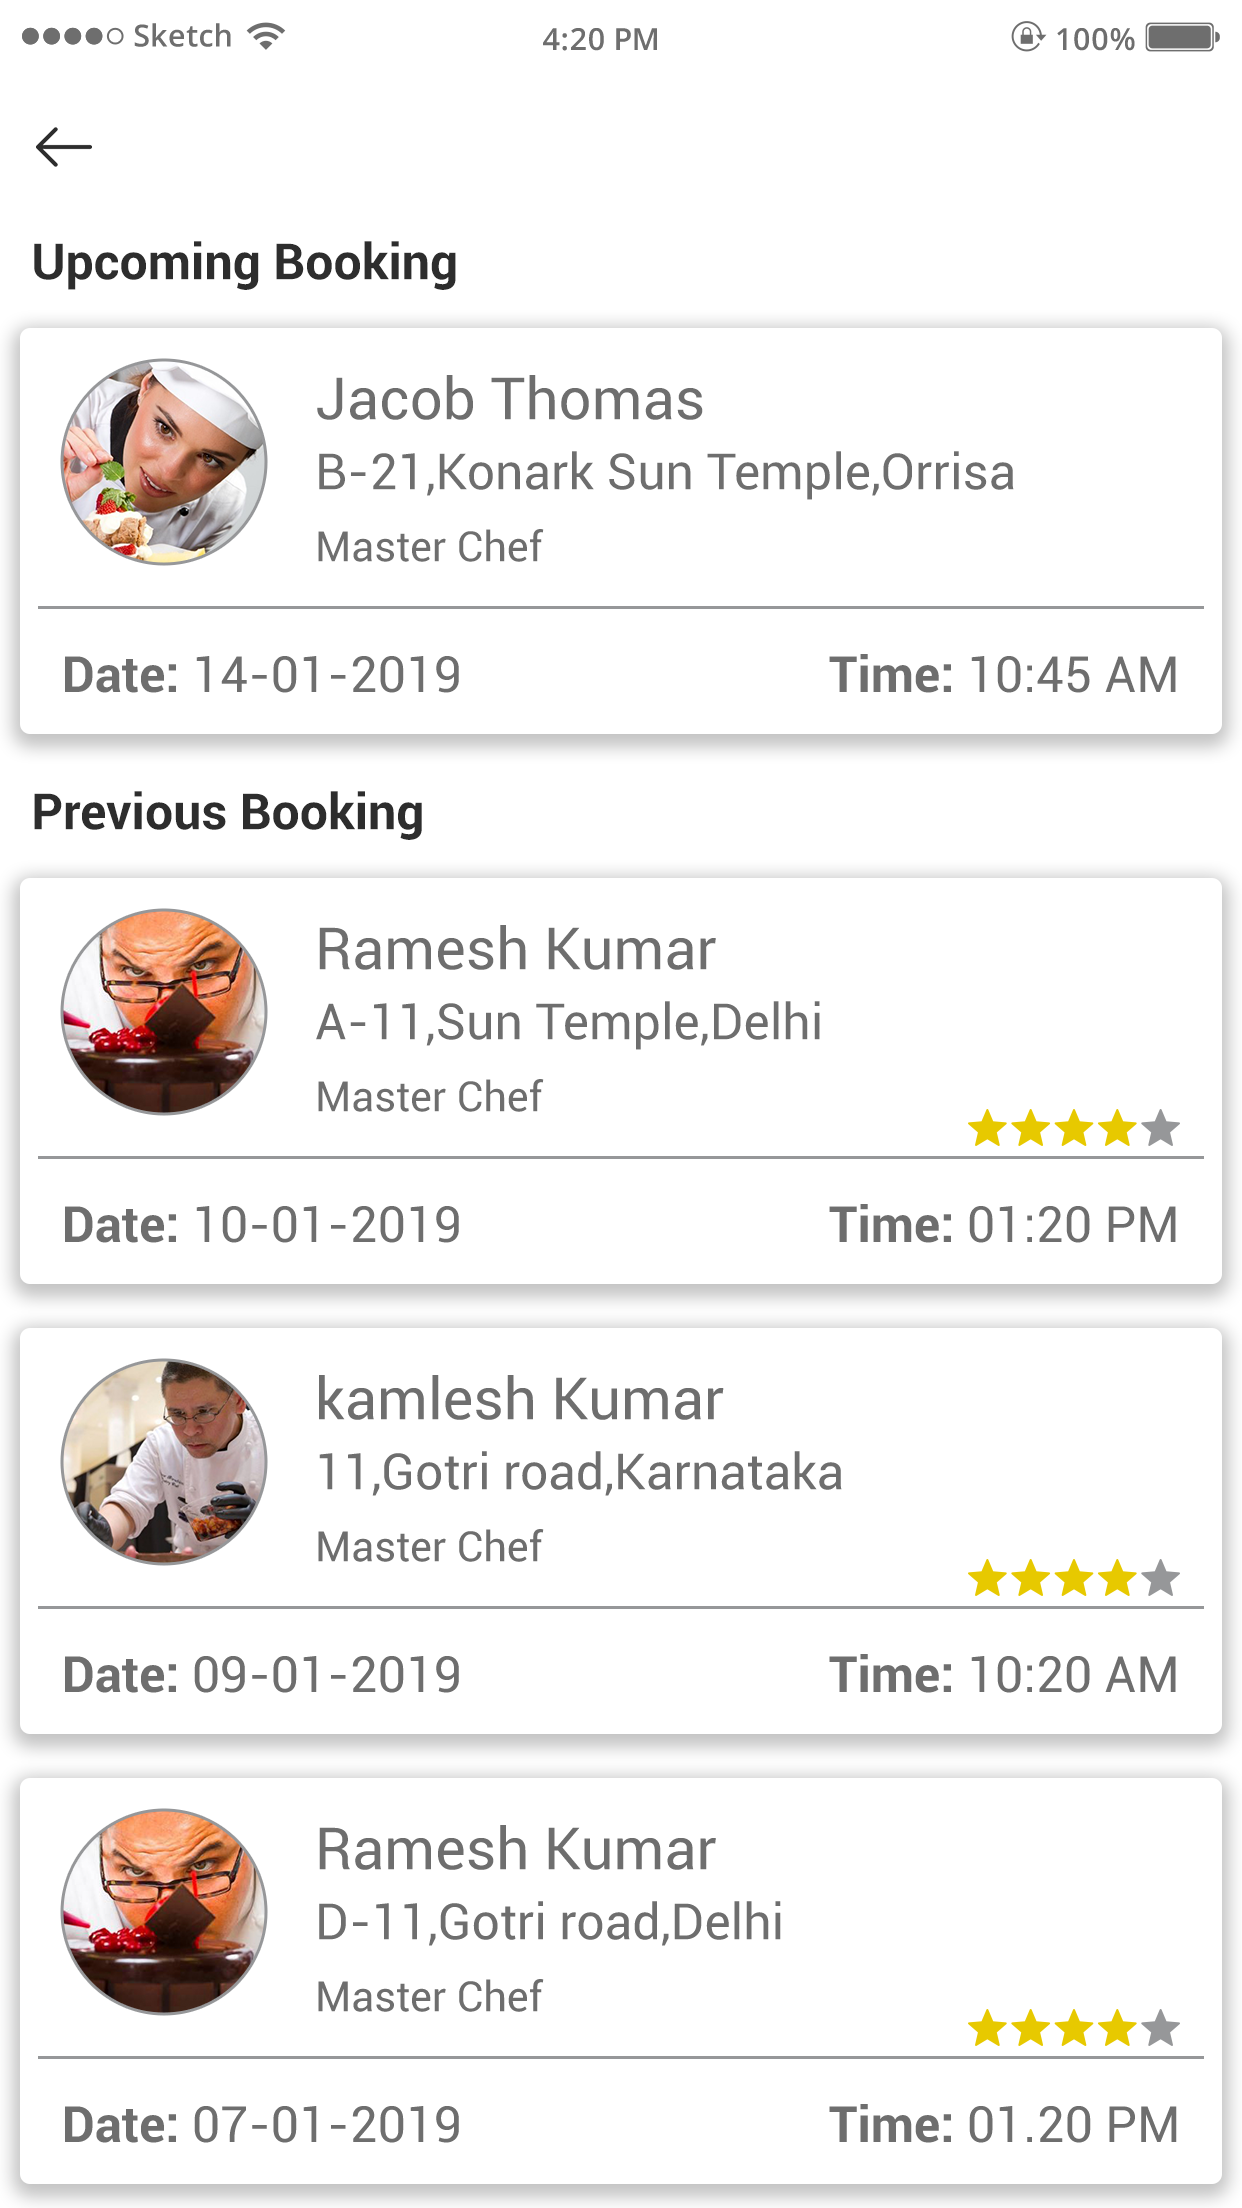 Sketch 4:20 PM 100%
Upcoming Booking
Jacob Thomas
B-21,Konark Sun Temple,Orrisa
Master Chef
Date: 14-01-2019 Time: 10:45 AM
Previous Booking
Ramesh Kumar
A-11,Sun Temple,Delhi
Master Chef
Date: 10-01-2019 Time: 01:20 PM
kamlesh Kumar
11,Gotri road,Karnataka
Master Chef
Date: 09-01-2019 Time: 10:20 AM
Ramesh Kumar
D-11,Gotri road,Delhi
Master Chef
Date: 07-01-2019 Time: 01.20 PM